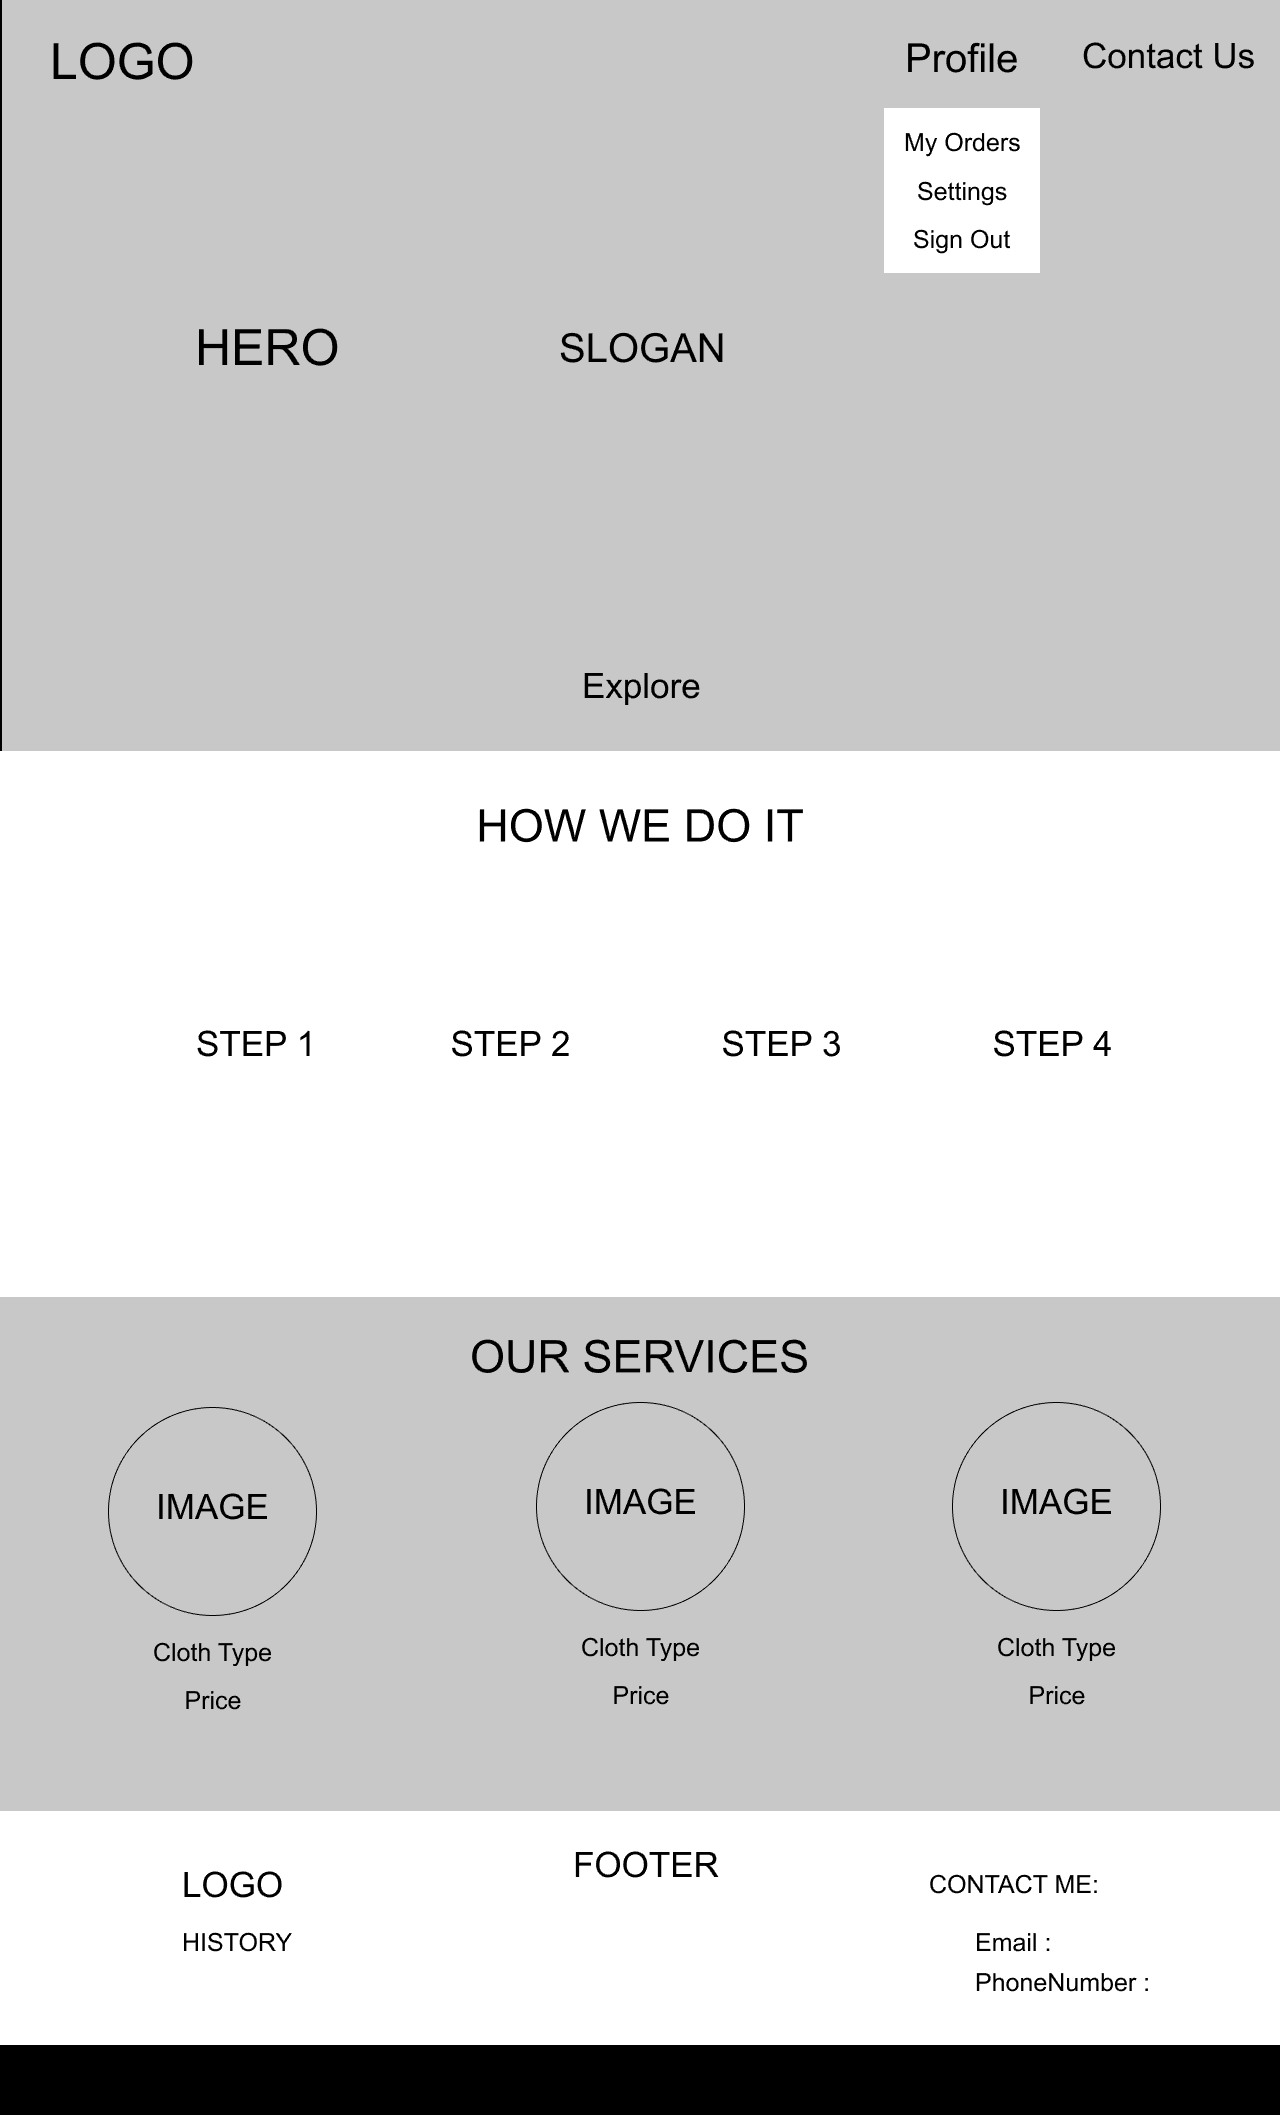 LOGO
Profile
Contact Us
My Orders
Settings
Sign Out
HERO
SLOGAN
Explore
HOW WE DO IT
STEP 1
STEP 2
STEP 3
STEP 4
OUR SERVICES
IMAGE
Cloth Type
Price
IMAGE
Cloth Type
Price
IMAGE
Cloth Type
Price
LOGO
HISTORY
FOOTER
CONTACT ME:
Email :
PhoneNumber :